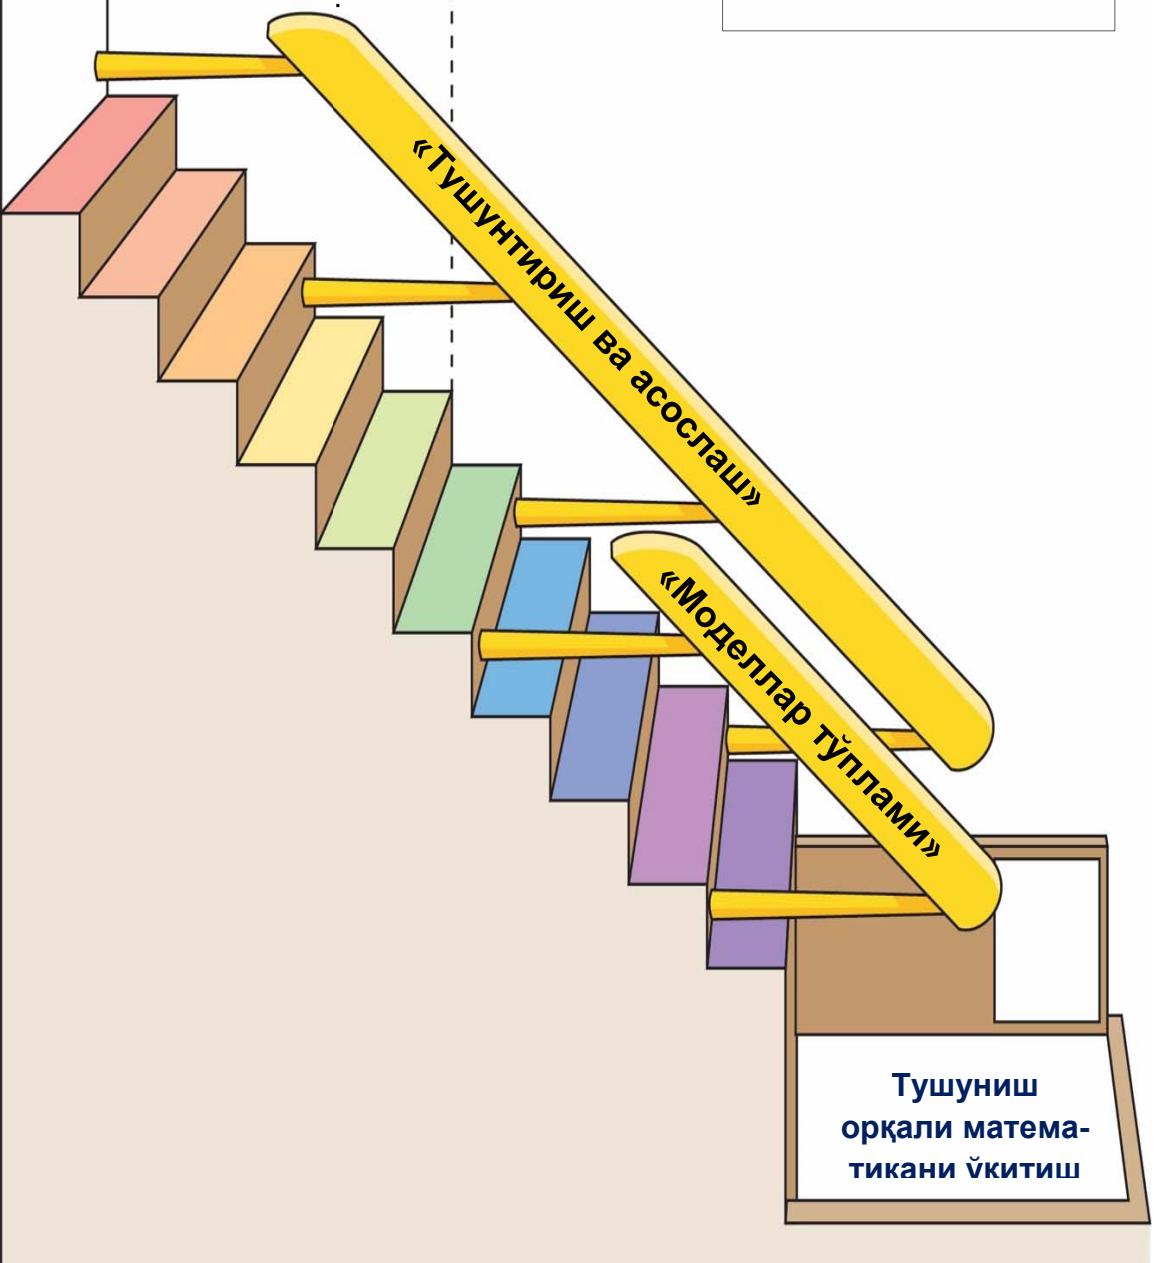 «Тушунтириш ва асослаш»
«Моделлар тўплами»
Тушуниш
орқали матема-
тикани ўқитиш